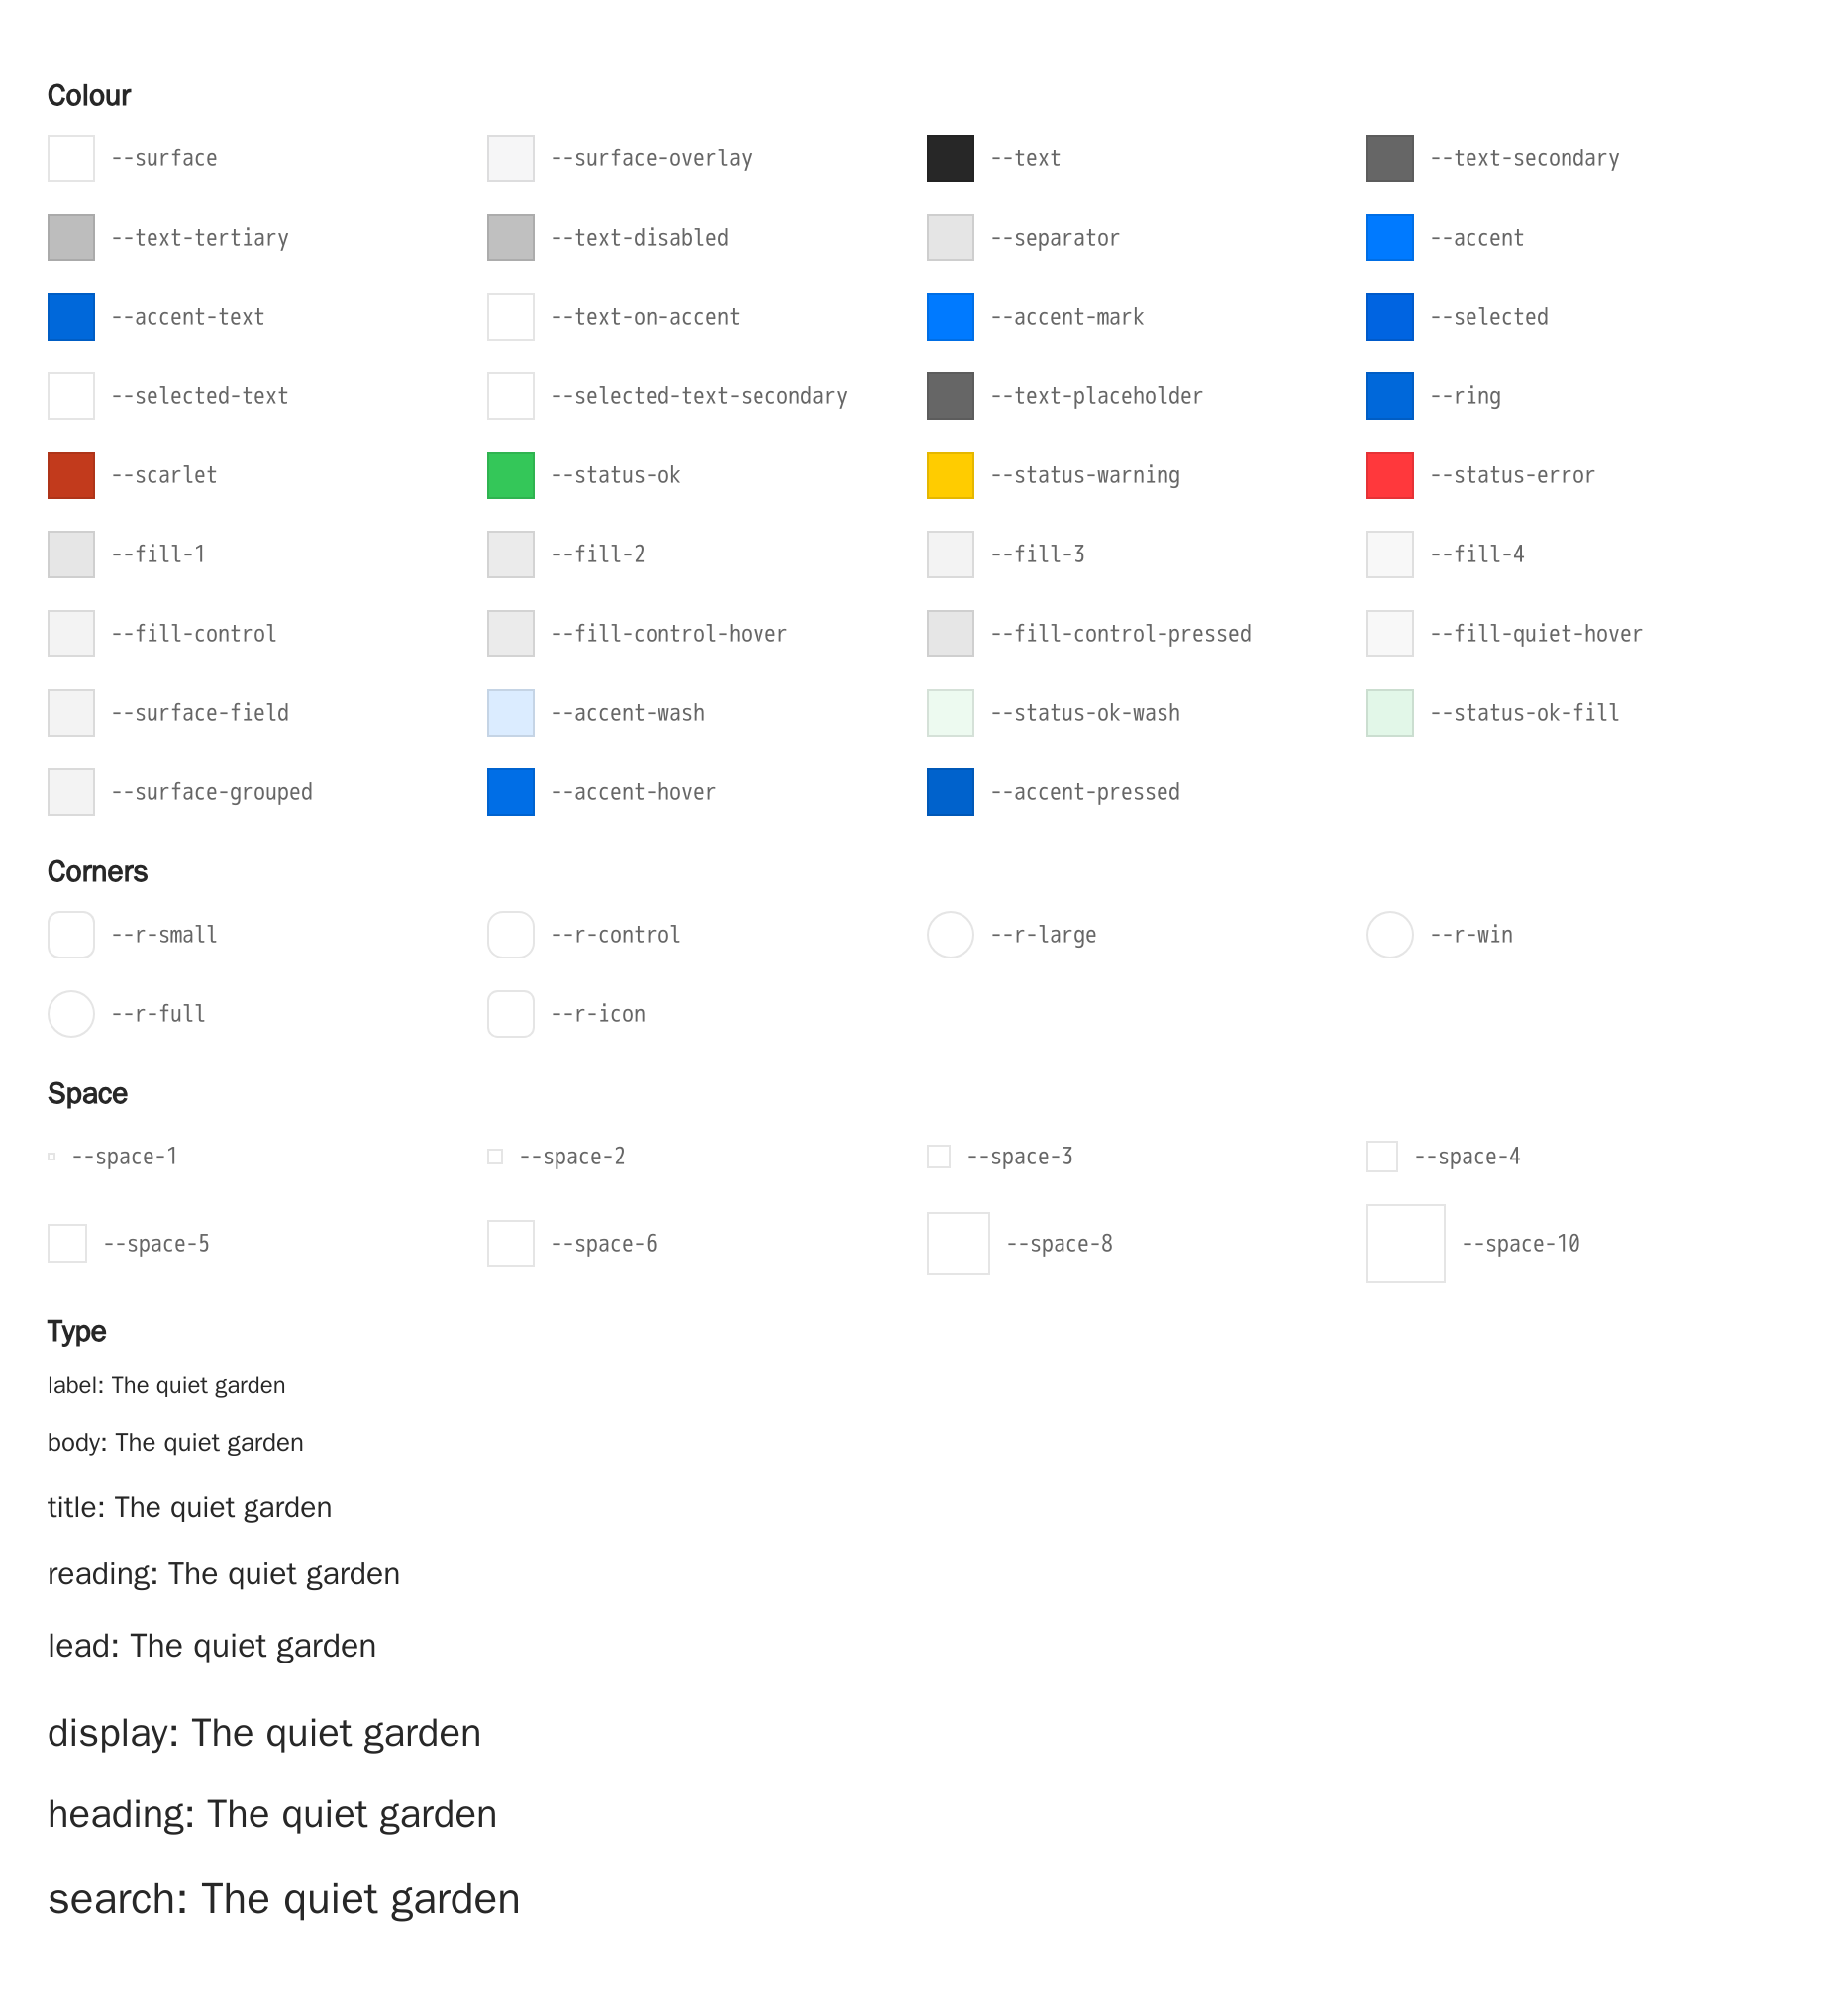 Colour
--surface --surface-overlay --text --text-secondary
--text-tertiary --text-disabled --separator --accent
--accent-text --text-on-accent --accent-mark --selected
--selected-text --selected-text-secondary --text-placeholder --ring
--scarlet --status-ok --status-warning --status-error
--fill-1 --fill-2 --fill-3 --fill-4
--fill-control --fill-control-hover --fill-control-pressed --fill-quiet-hover
--surface-field --accent-wash --status-ok-wash --status-ok-fill
--surface-grouped --accent-hover --accent-pressed
Corners
--r-small --r-control --r-large --r-win
--r-full --r-icon
Space
--space-1 --space-2 --space-3 --space-4
--space-5 --space-6 --space-8 --space-10
Type
label: The quiet garden
body: The quiet garden
title: The quiet garden
reading: The quiet garden
lead: The quiet garden
display: The quiet garden
heading: The quiet garden
search: The quiet garden